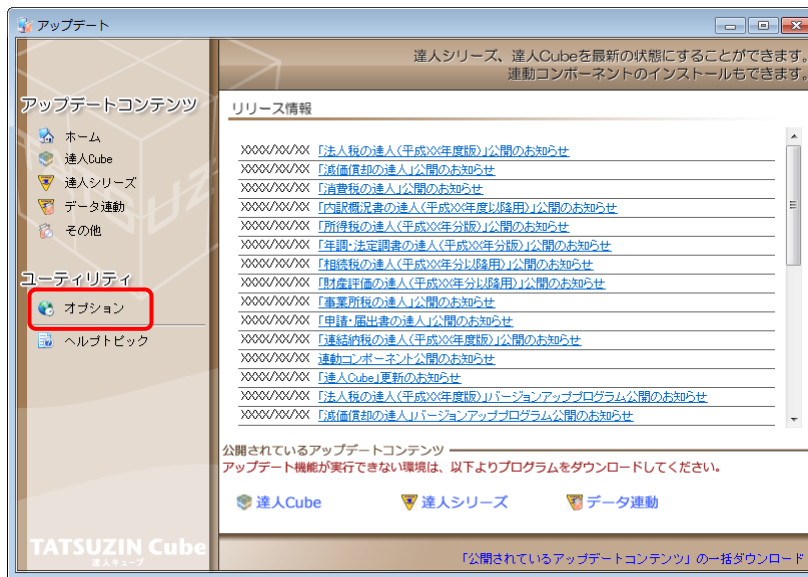 アップデート
達人シリーズ、達人Cubeを最新の状態にすることができます。
連動コンポーネントのインストールもできます。
アップデートコンテンツ
ホーム
達人Cube
達人シリーズ
データ連動
その他
ユーティリティ
オプション
ヘルプトピック
TATSUZIN Cube
達人キューブ
リリース情報
XXXX/XX/XX 「法人税の達人(平成XX年度版)」公開のお知らせ
XXXX/XX/XX 「減価償却の達人」公開のお知らせ
XXXX/XX/XX 「消費税の達人」公開のお知らせ
XXXX/XX/XX 「内訳概況書の達人(平成XX年度以降用)」公開のお知らせ
XXXX/XX/XX 「所得税の達人(平成XX年分版)」公開のお知らせ
XXXX/XX/XX 「年調・法定調書の達人(平成XX年分版)」公開のお知らせ
XXXX/XX/XX 「相続税の達人(平成XX年分以降用)」公開のお知らせ
XXXX/XX/XX 「財産評価の達人(平成XX年分以降用)」公開のお知らせ
XXXX/XX/XX 「事業所税の達人」公開のお知らせ
XXXX/XX/XX 「申請・届出書の達人」公開のお知らせ
XXXX/XX/XX 「連結納税の達人(平成XX年度版)」公開のお知らせ
XXXX/XX/XX 連動コンポーネント公開のお知らせ
XXXX/XX/XX 「達人Cube」更新のお知らせ
XXXX/XX/XX 「法人税の達人(平成XX年度版)」バージョンアッププログラム公開のお知らせ
XXXX/XX/XX 「減価償却の達人」バージョンアッププログラム公開のお知らせ
公開されているアップデートコンテンツ
アップデート機能が実行できない環境は、以下よりプログラムをダウンロードしてください。
達人Cube 達人シリーズ データ連動
「公開されているアップデートコンテンツ」の一括ダウンロード